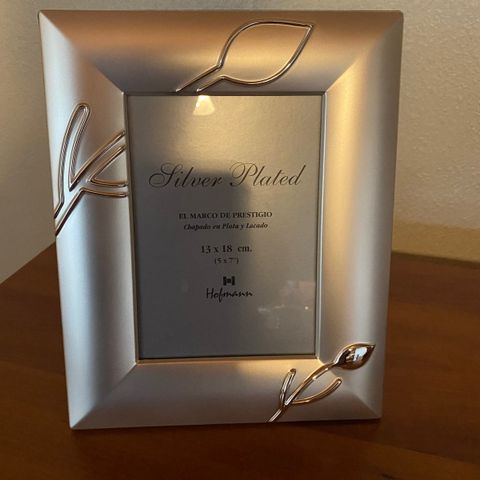 Silver Plated
EL MARCO DE PRESTIGIO
Chapado en Plata y Lacado
13 x 18 cm.
(5 x 7")
Hofmann